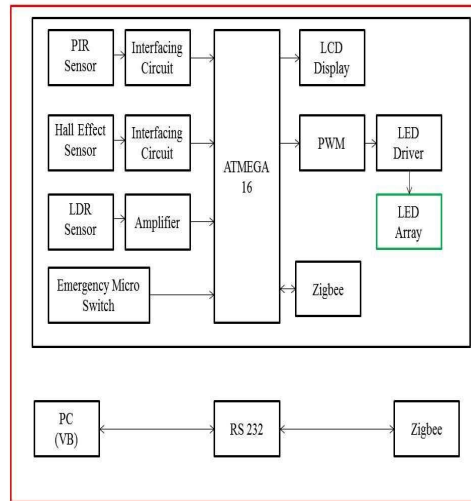 PIR
Sensor
Interfacing
Circuit
LCD
Display
Hall Effect
Sensor
Interfacing
Circuit
ATMEGA
16
PWM
LED
Driver
LDR
Sensor
Amplifier
LED
Array
Emergency Micro
Switch
Zigbee
PC
(VB)
RS 232
Zigbee